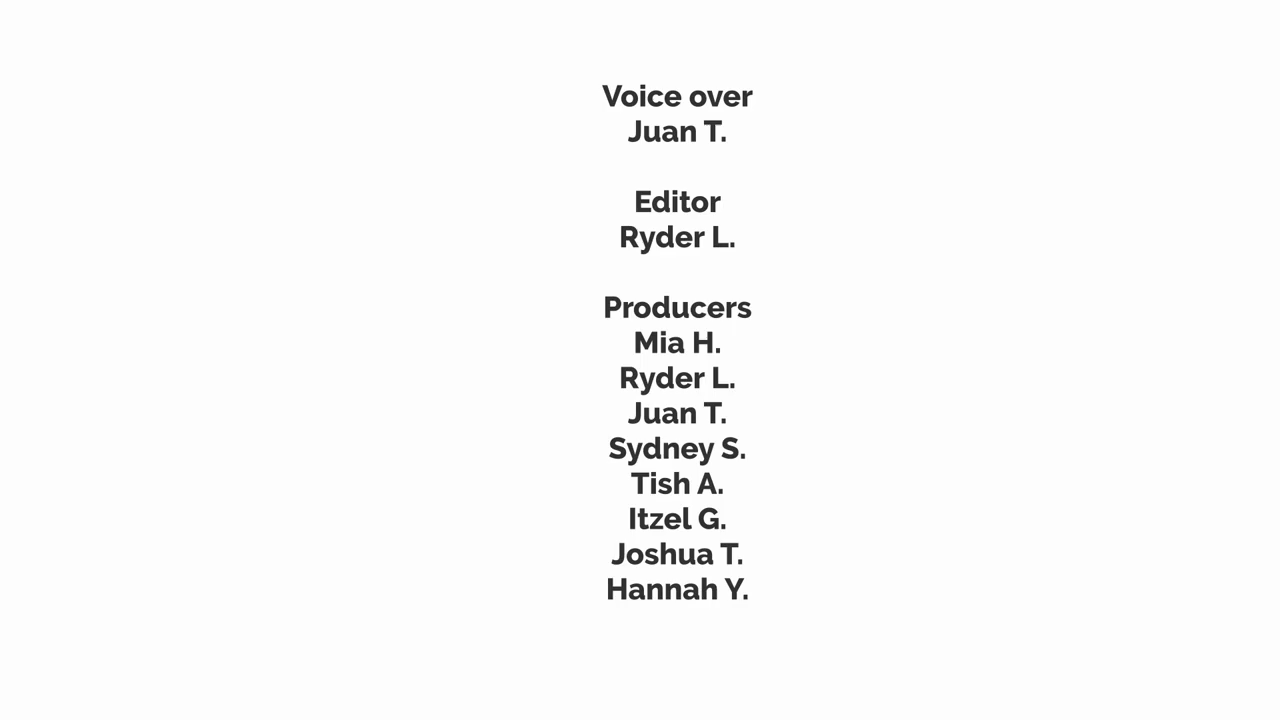 Voice over
Juan T.
Editor
Ryder L.
Producers
Mia H.
Ryder L.
Juan T.
Sydney S.
Tish A.
Itzel G.
Joshua T.
Hannah Y.